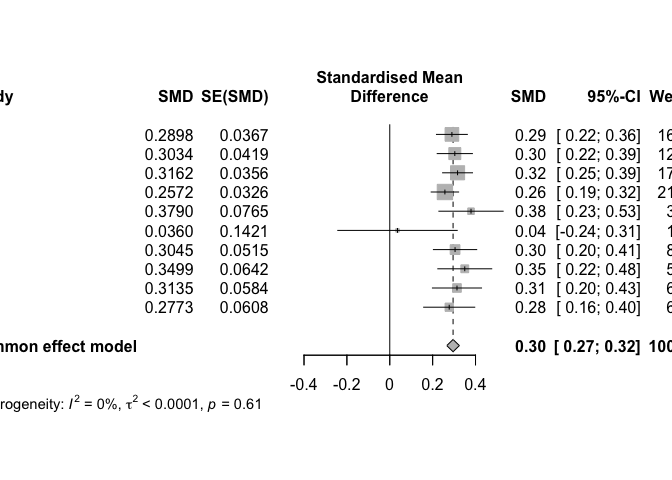 Standardised Mean
dy SMD SE(SMD) Difference SMD 95%-CI We
0.2898 0.0367 0.29 [ 0.22; 0.36] 16
0.3034 0.0419 0.30 [ 0.22; 0.39] 12
0.3162 0.0356 0.32 [ 0.25; 0.39] 17
0.2572 0.0326 0.26 [ 0.19; 0.32] 21
0.3790 0.0765 0.38 [ 0.23; 0.53] 3
0.0360 0.1421 0.04 [-0.24; 0.31] 1
0.3045 0.0515 0.30 [ 0.20; 0.41] 8
0.3499 0.0642 0.35 [ 0.22; 0.48] 5
0.3135 0.0584 0.31 [ 0.20; 0.43] 6
0.2773 0.0608 0.28 [ 0.16; 0.40] 6
mmon effect model 0.30 [ 0.27; 0.32] 100
-0.4 -0.2 0 0.2 0.4
rogeneity: I² = 0%, τ² < 0.0001, p = 0.61